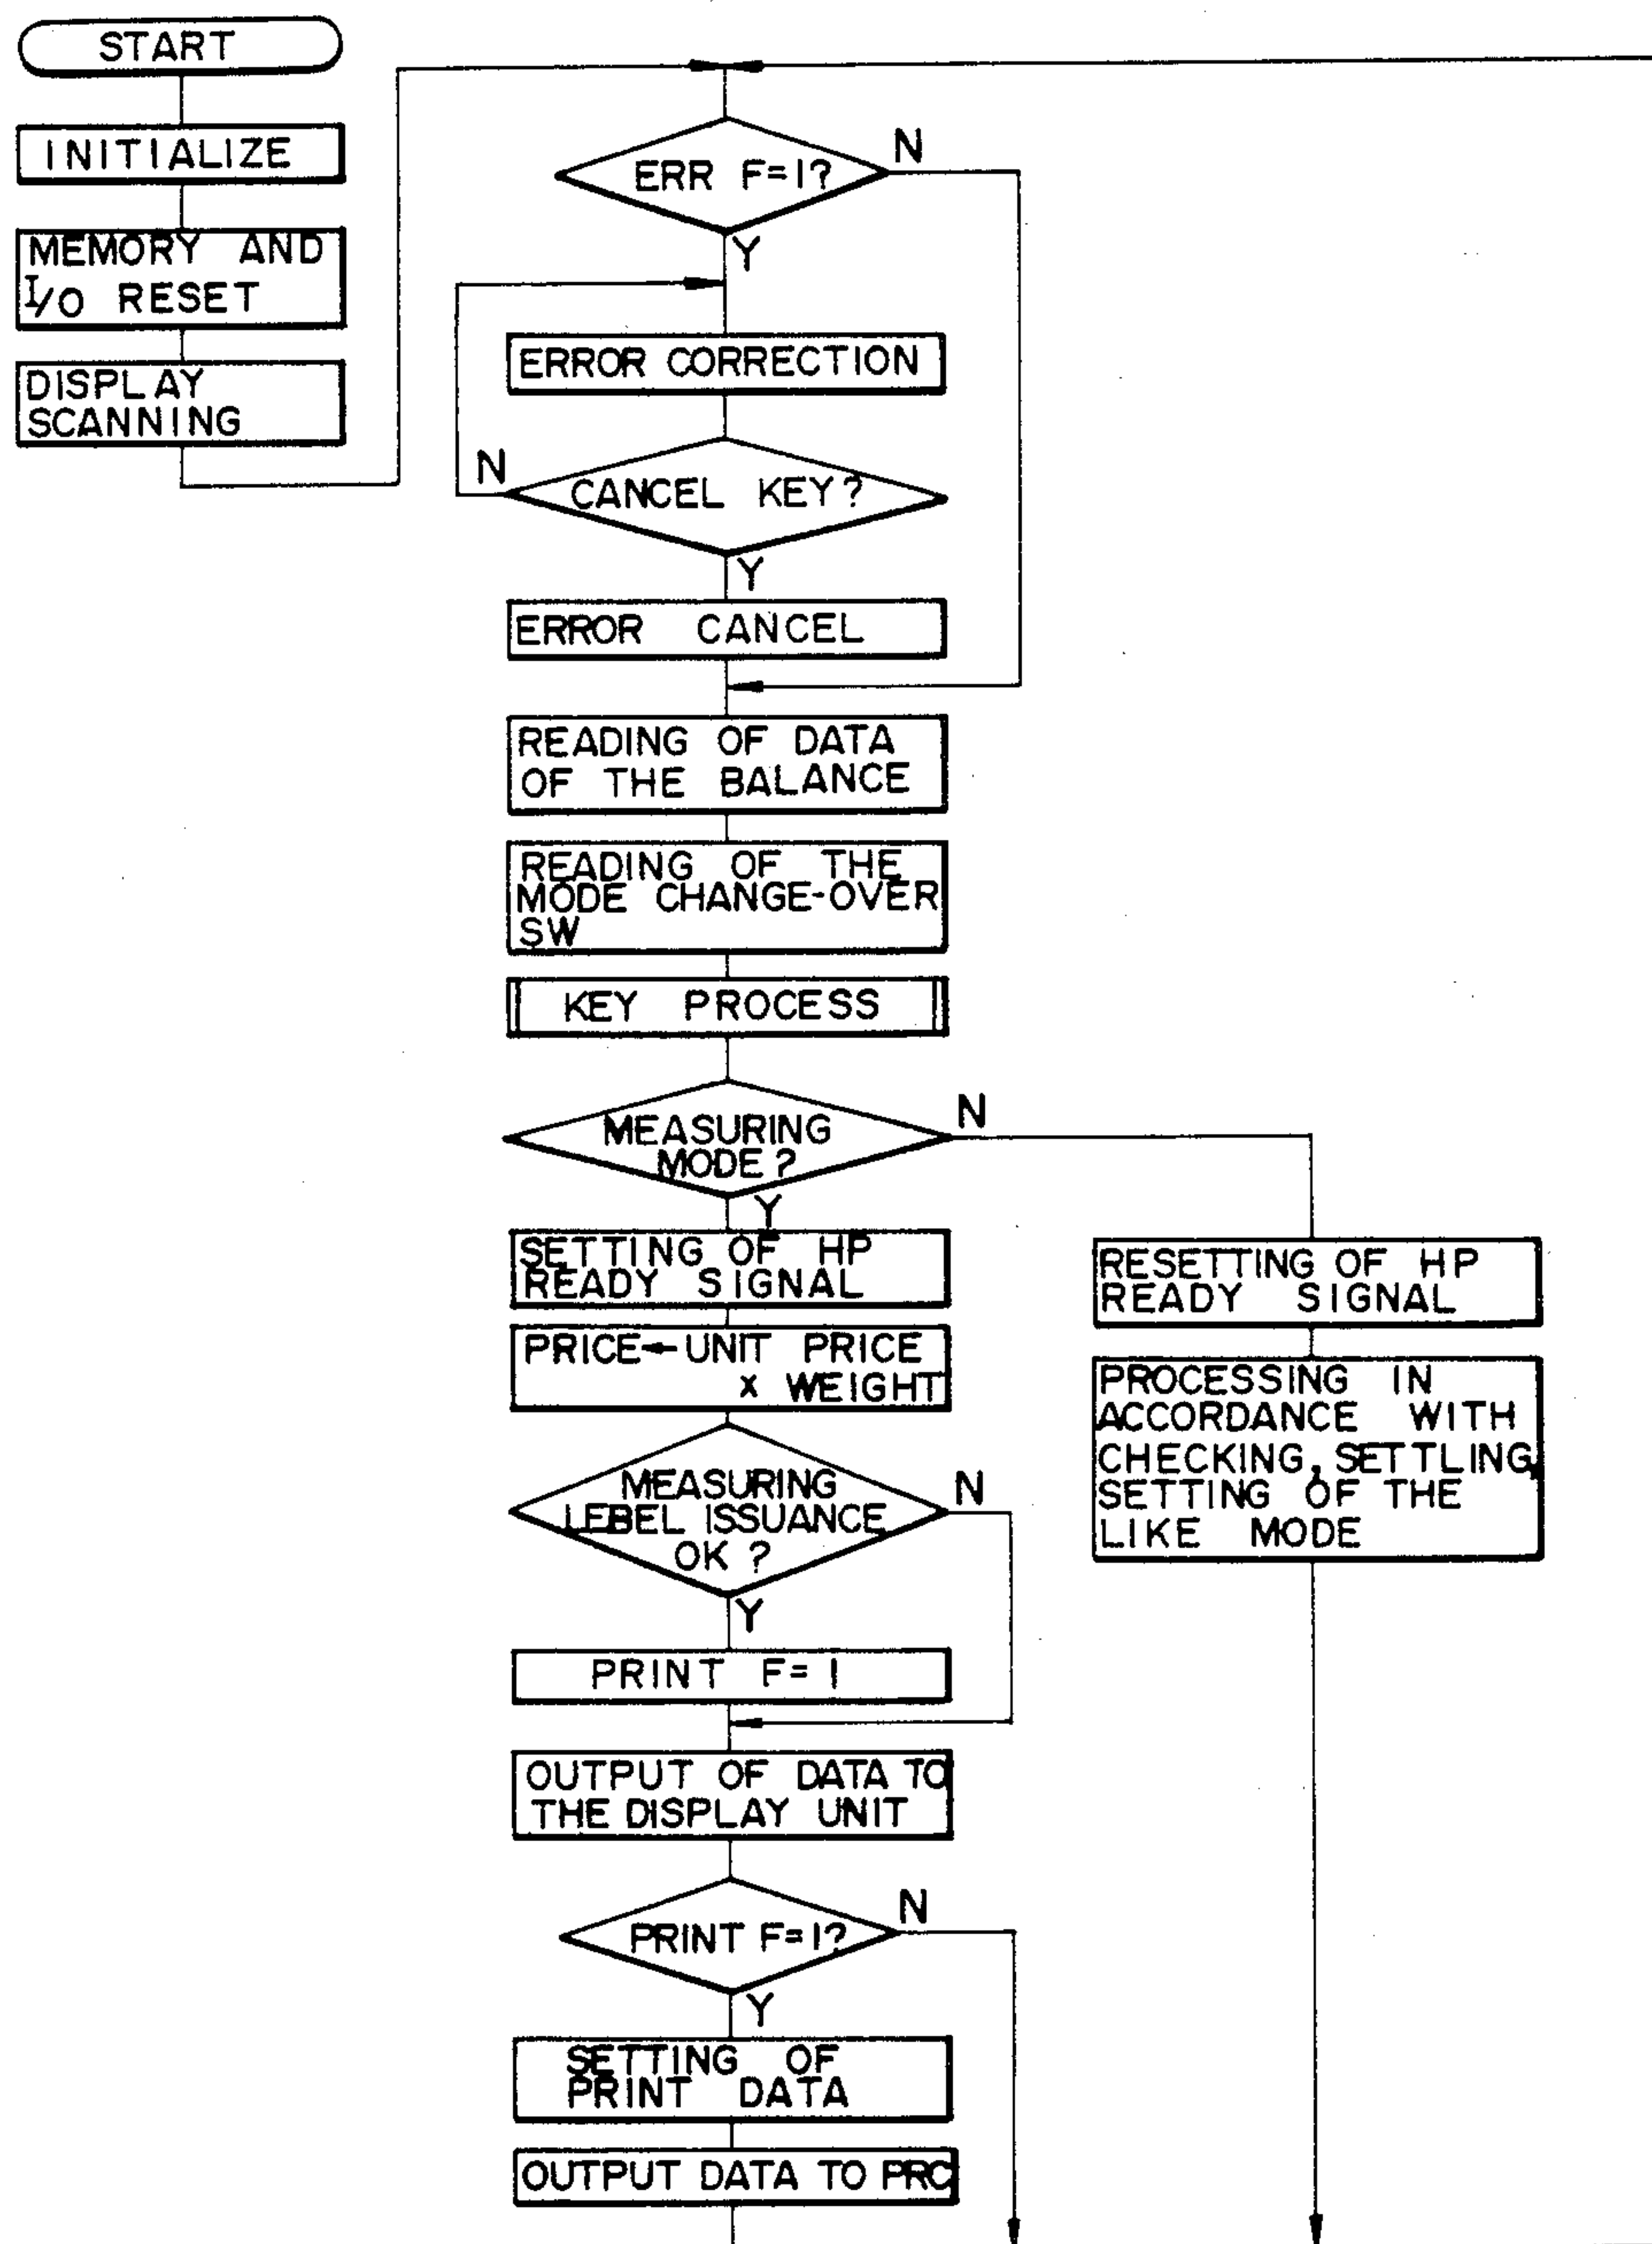 START
INITIALIZE
MEMORY AND
I/O RESET
DISPLAY
SCANNING
ERR F=1?
N
Y
ERROR CORRECTION
N
CANCEL KEY?
Y
ERROR CANCEL
READING OF DATA
OF THE BALANCE
READING OF THE
MODE CHANGE-OVER
SW
KEY PROCESS
MEASURING
MODE?
N
Y
SETTING OF HP
READY SIGNAL
PRICE←UNIT PRICE
x WEIGHT
MEASURING
LEBEL ISSUANCE
OK ?
N
Y
PRINT F= 1
OUTPUT OF DATA TO
THE DISPLAY UNIT
PRINT F=1?
N
Y
SETTING OF
PRINT DATA
OUTPUT DATA TO PRC
RESETTING OF HP
READY SIGNAL
PROCESSING IN
ACCORDANCE WITH
CHECKING, SETTLING,
SETTING OF THE
LIKE MODE